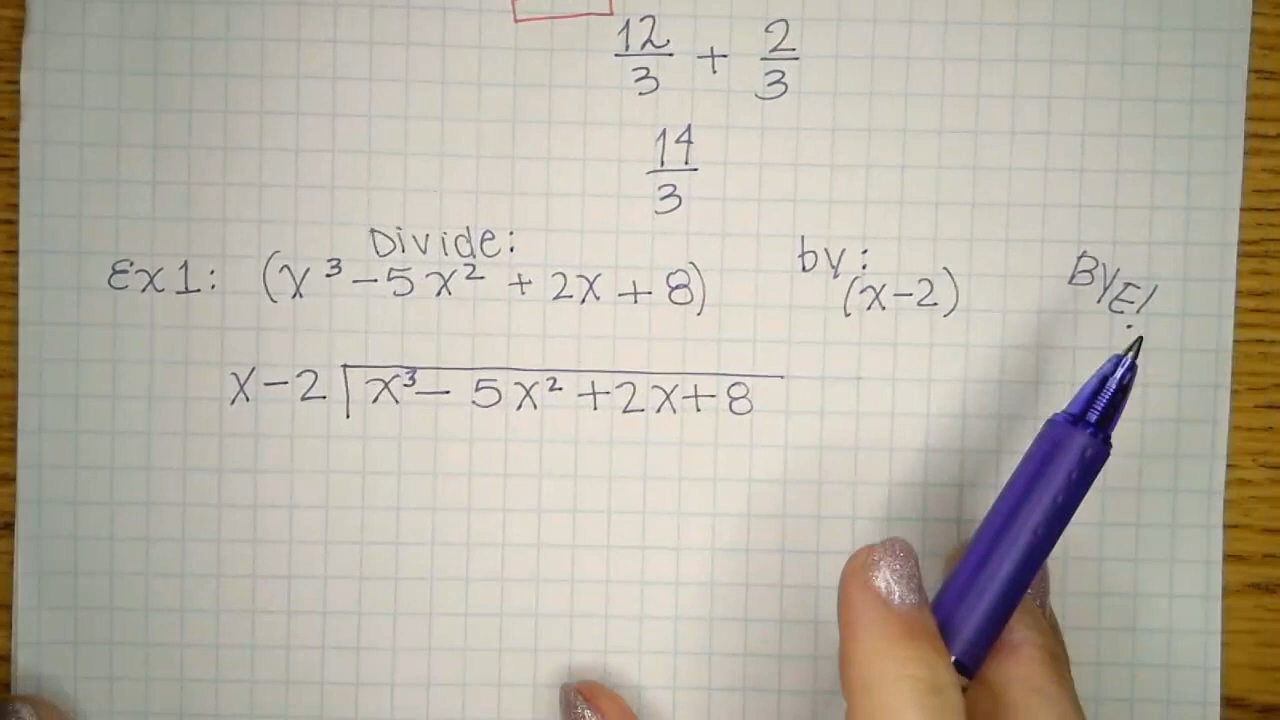 12/3 + 2/3
14/3
Divide: by:
Ex1: (x³ - 5x² + 2x + 8) (x-2) BYE!
x-2 x³ - 5x² + 2x + 8